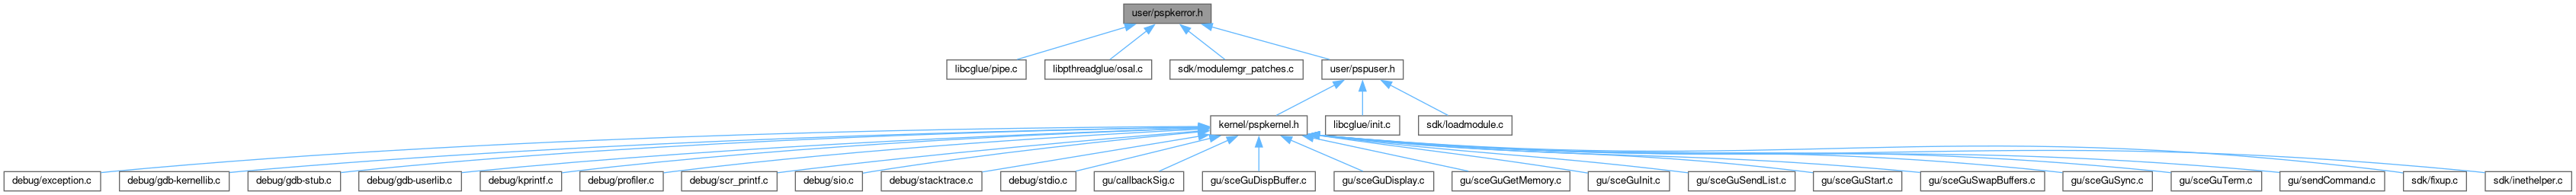 user/pspkerror.h
libcglue/pipe.c
libpthreadglue/osal.c
sdk/modulemgr_patches.c
user/pspuser.h
kernel/pspkernel.h
libcglue/init.c
sdk/loadmodule.c
debug/exception.c
debug/gdb-kernellib.c
debug/gdb-stub.c
debug/gdb-userlib.c
debug/kprintf.c
debug/profiler.c
debug/scr_printf.c
debug/sio.c
debug/stacktrace.c
debug/stdio.c
gu/callbackSig.c
gu/sceGuDispBuffer.c
gu/sceGuDisplay.c
gu/sceGuGetMemory.c
gu/sceGuInit.c
gu/sceGuSendList.c
gu/sceGuStart.c
gu/sceGuSwapBuffers.c
gu/sceGuSync.c
gu/sceGuTerm.c
gu/sendCommand.c
sdk/fixup.c
sdk/inethelper.c